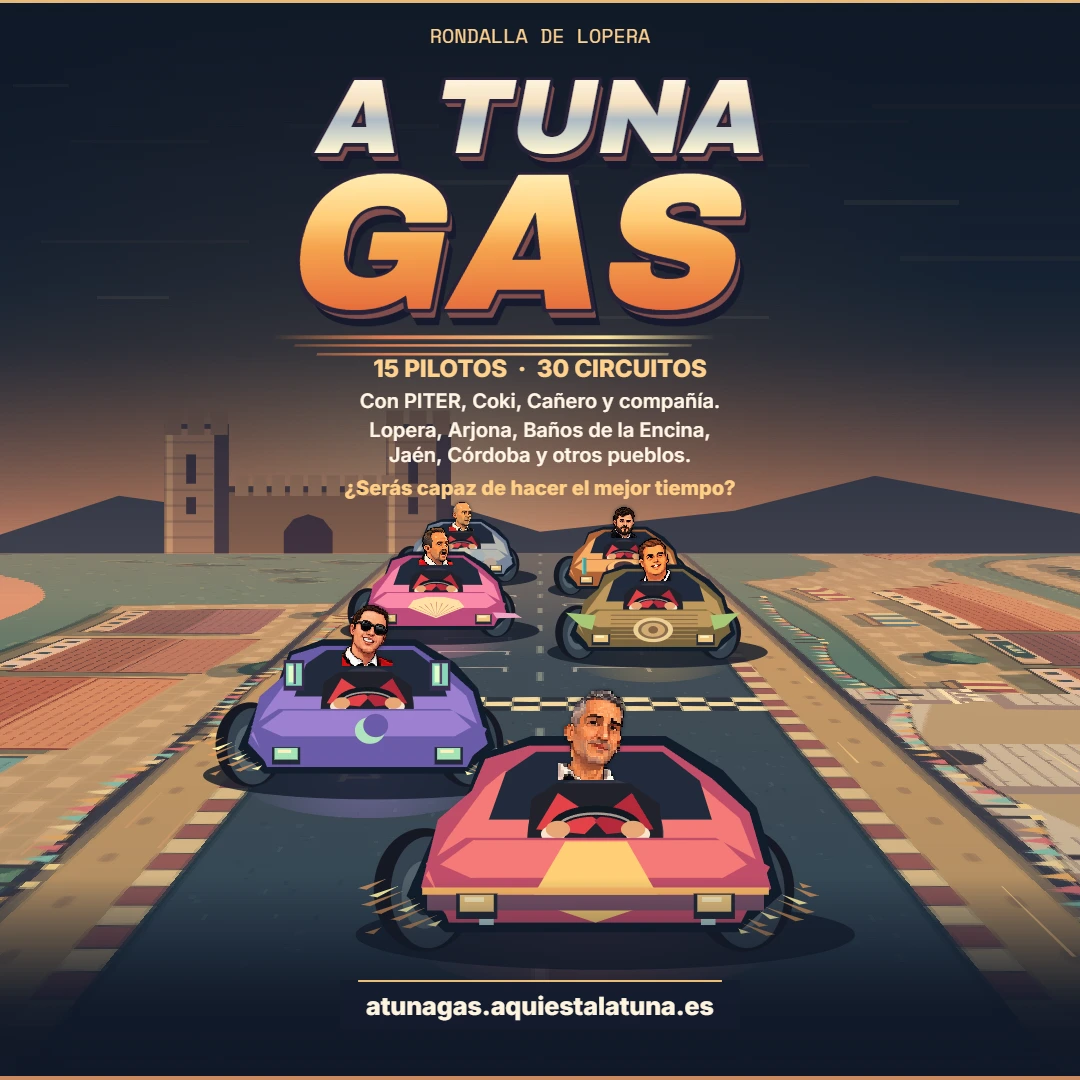 RONDALLA DE LOPERA
A TUNA
GAS
15 PILOTOS · 30 CIRCUITOS
Con PITER, Coki, Cañero y compañía.
Lopera, Arjona, Baños de la Encina,
Jaén, Córdoba y otros pueblos.
¿Serás capaz de hacer el mejor tiempo?
atunagas.aquiestalatuna.es